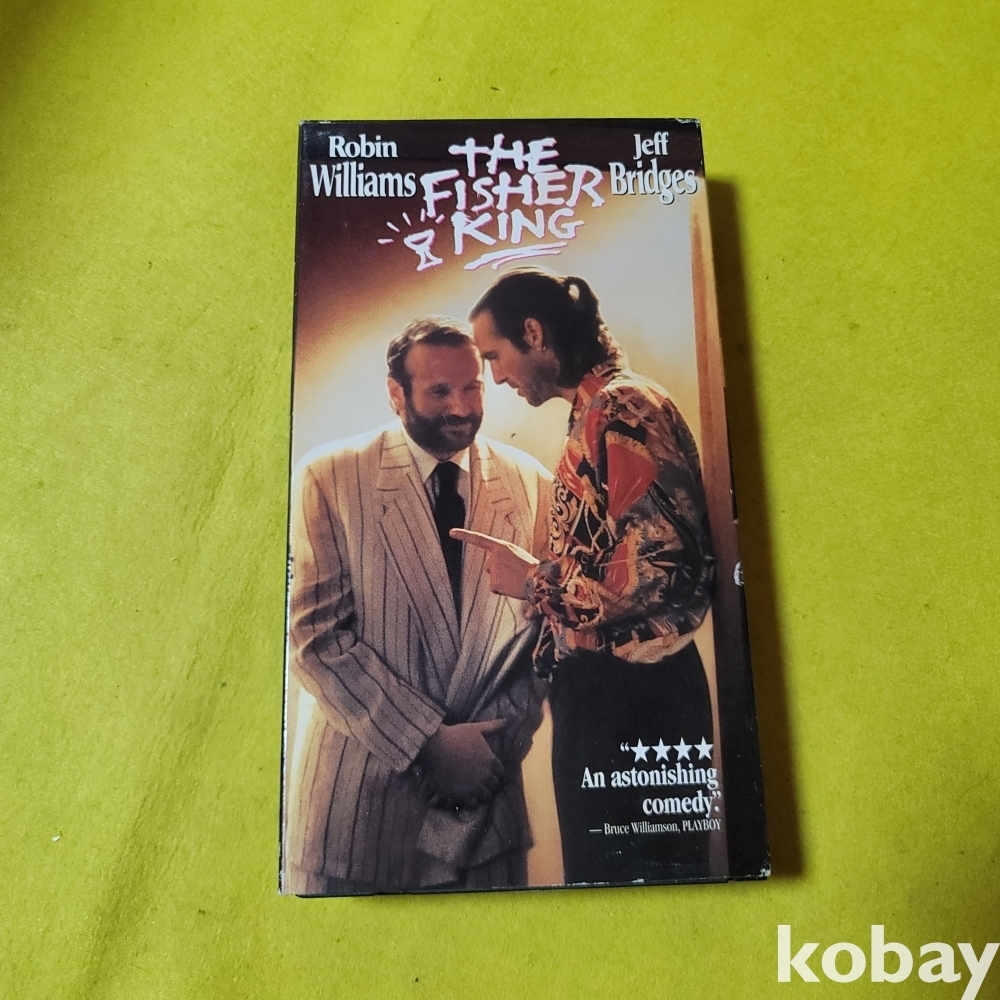 Robin
Williams
THE
FISHER
KING
Jeff
Bridges
“★★★★
An astonishing
comedy.”
— Bruce Williamson, PLAYBOY
kobay